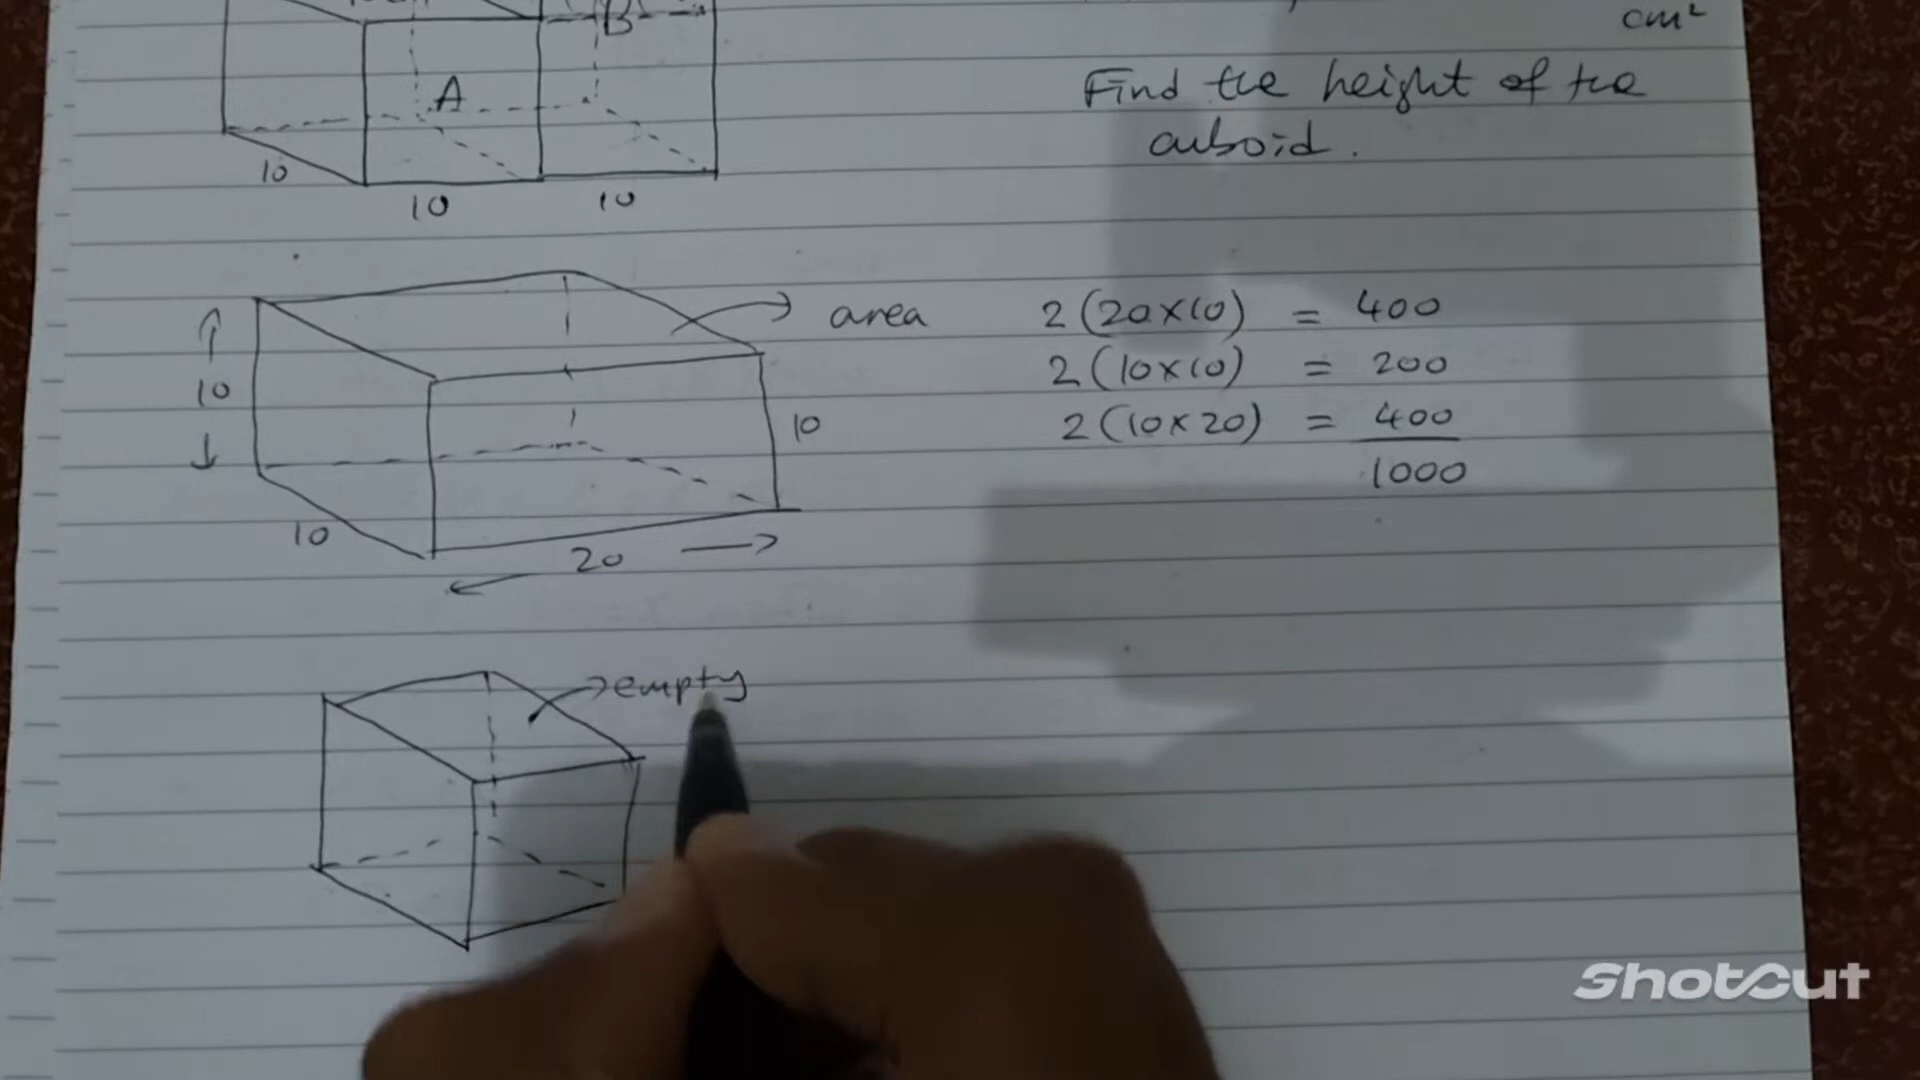 B
cm²
Find the height of the
cuboid.
A
10
10
10
area
2(20×10) = 400
10
2(10×10) = 200
10
2(10×20) = 400
1000
10
20
empty
Shotcut